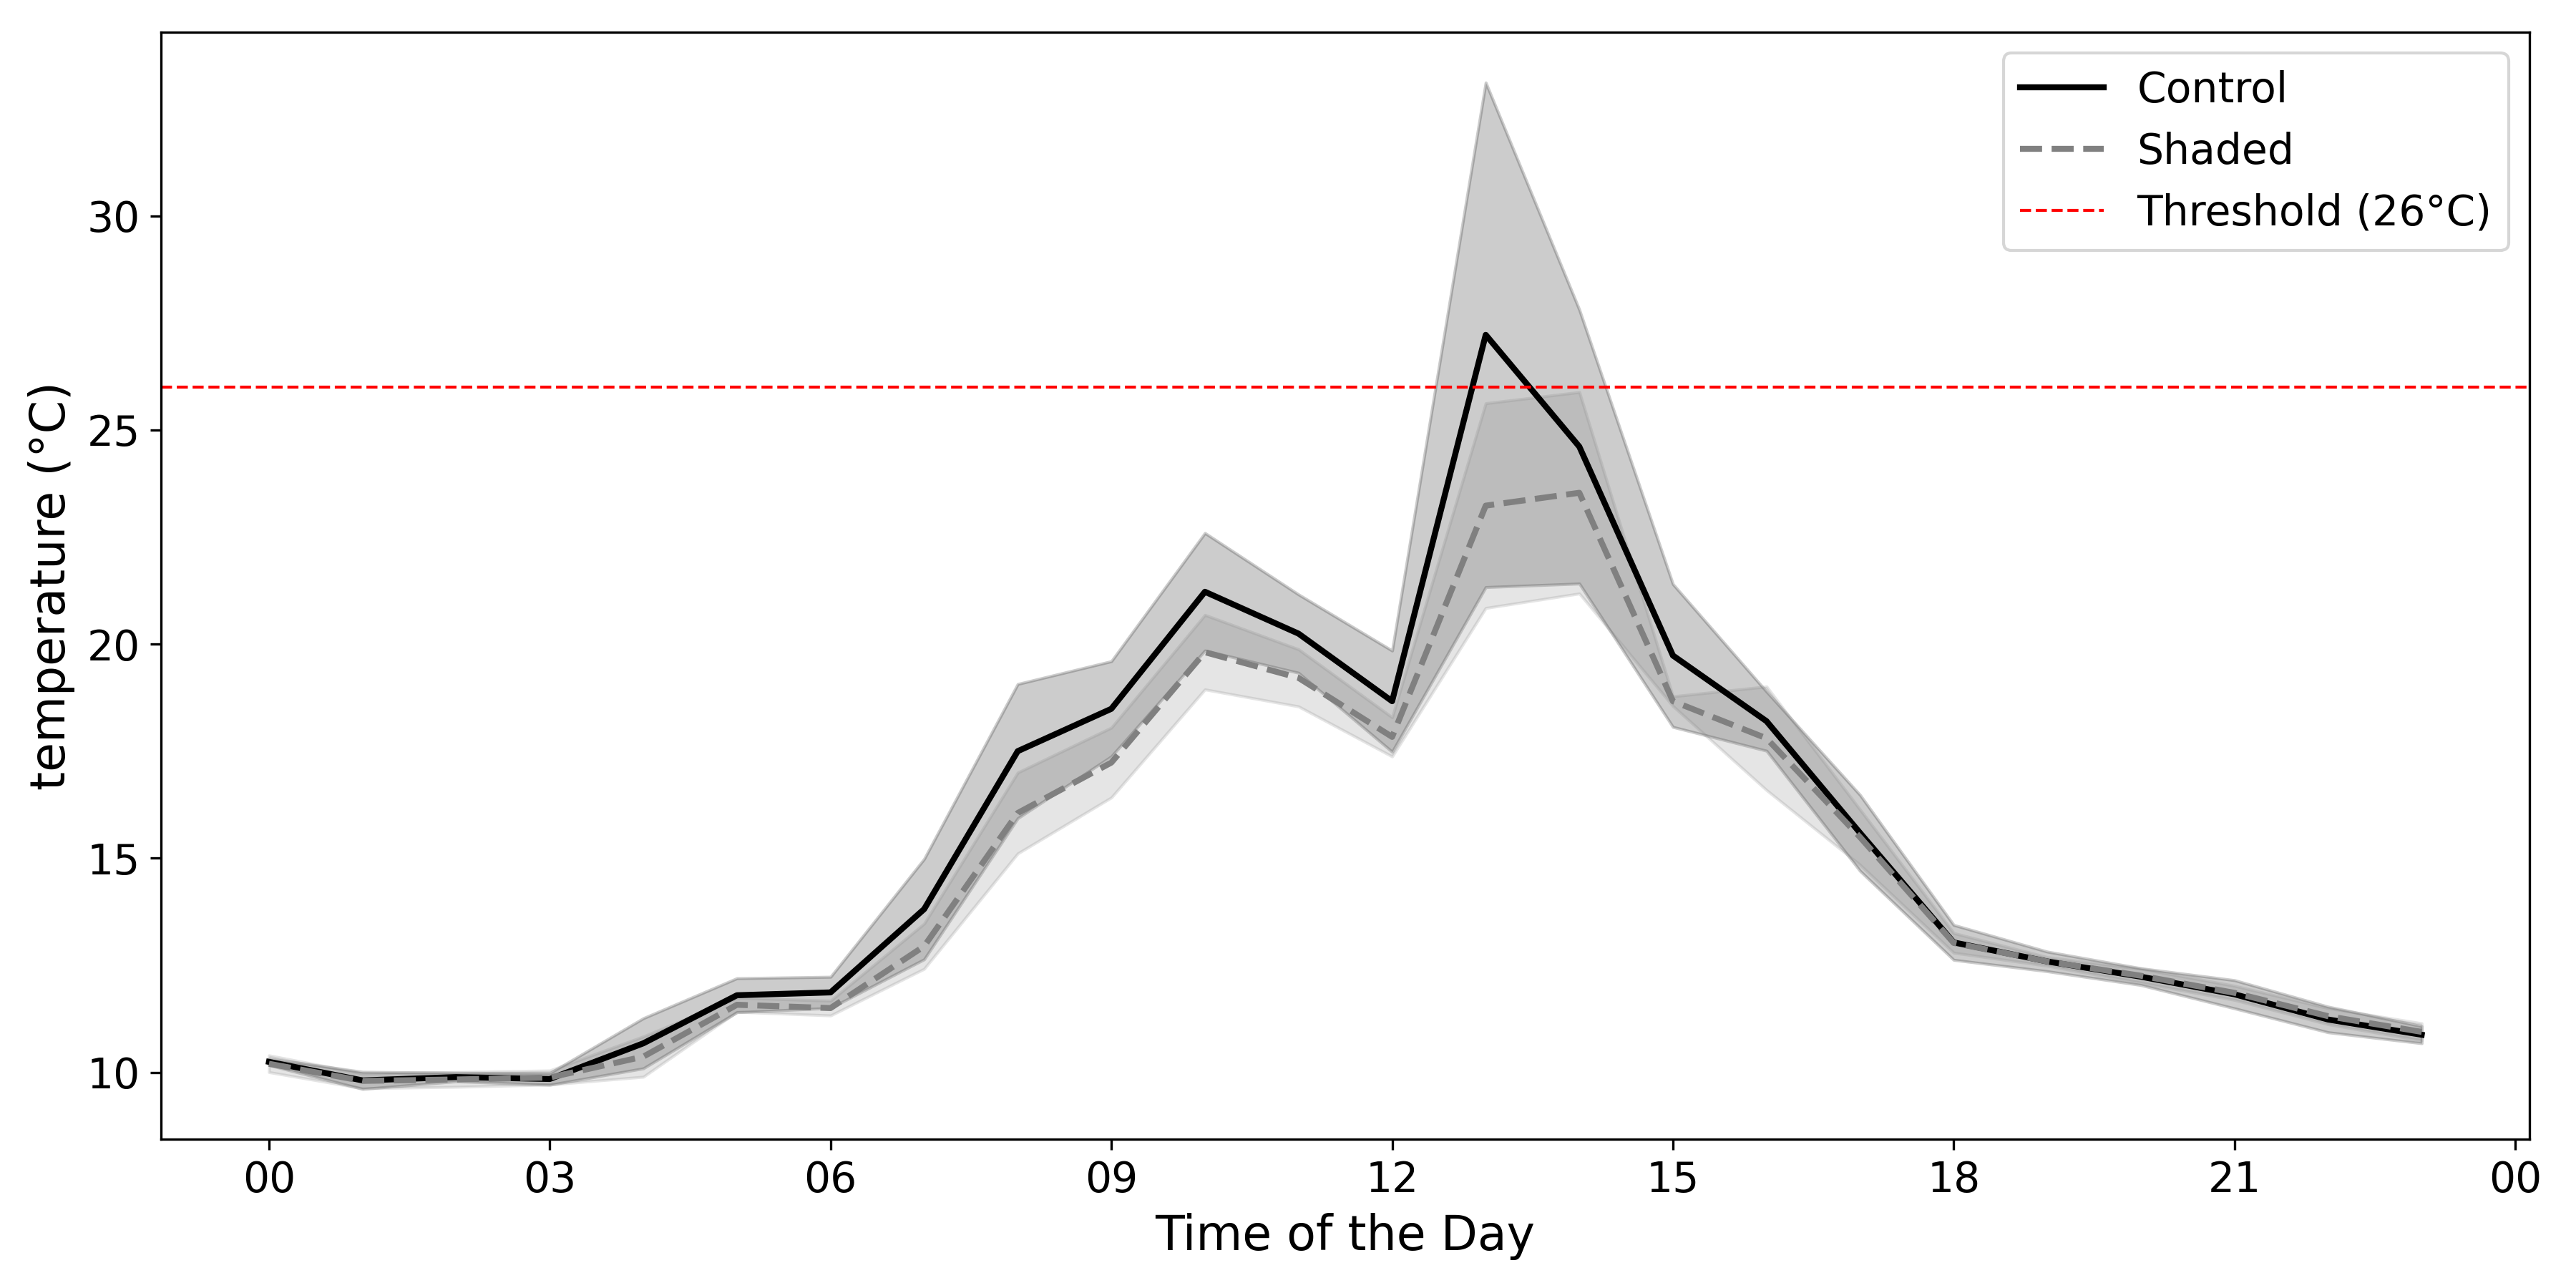 Control
Shaded
Threshold (26°C)
temperature (°C)
30
25
20
15
10
00 03 06 09 12 15 18 21 00
Time of the Day